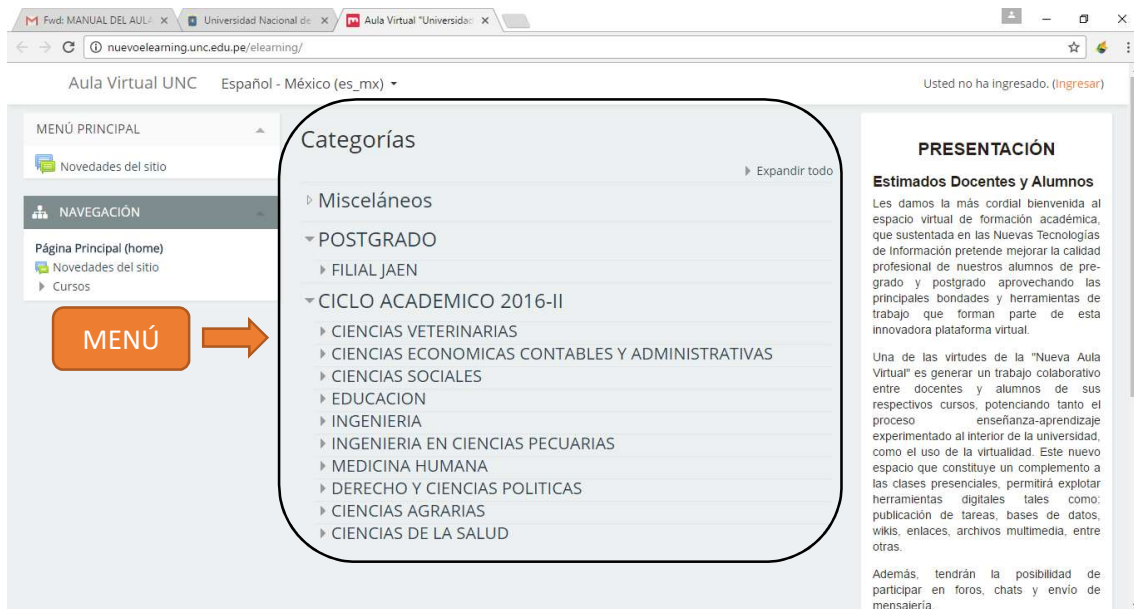 Fwd: MANUAL DEL AUL
Universidad Nacional de
Aula Virtual "Universidad
nuevoelearning.unc.edu.pe/elearning/
Aula Virtual UNC
Español - México (es_mx)
Usted no ha ingresado. (Ingresar)
MENÚ PRINCIPAL
Novedades del sitio
NAVEGACIÓN
Página Principal (home)
Novedades del sitio
Cursos
MENÚ
Categorías
Expandir todo
Misceláneos
POSTGRADO
FILIAL JAEN
CICLO ACADEMICO 2016-II
CIENCIAS VETERINARIAS
CIENCIAS ECONOMICAS CONTABLES Y ADMINISTRATIVAS
CIENCIAS SOCIALES
EDUCACION
INGENIERIA
INGENIERIA EN CIENCIAS PECUARIAS
MEDICINA HUMANA
DERECHO Y CIENCIAS POLITICAS
CIENCIAS AGRARIAS
CIENCIAS DE LA SALUD
PRESENTACIÓN
Estimados Docentes y Alumnos
Les damos la más cordial bienvenida al
espacio virtual de formación académica,
que sustentada en las Nuevas Tecnologías
de Información pretende mejorar la calidad
profesional de nuestros alumnos de pre-
grado y postgrado aprovechando las
principales bondades y herramientas de
trabajo que forman parte de esta
innovadora plataforma virtual.
Una de las virtudes de la "Nueva Aula
Virtual" es generar un trabajo colaborativo
entre docentes y alumnos de sus
respectivos cursos, potenciando tanto el
proceso enseñanza-aprendizaje
experimentado al interior de la universidad,
como el uso de la virtualidad. Este nuevo
espacio que constituye un complemento a
las clases presenciales, permitirá explotar
herramientas digitales tales como:
publicación de tareas, bases de datos,
wikis, enlaces, archivos multimedia, entre
otras.
Además, tendrán la posibilidad de
participar en foros, chats y envío de
mensajería.